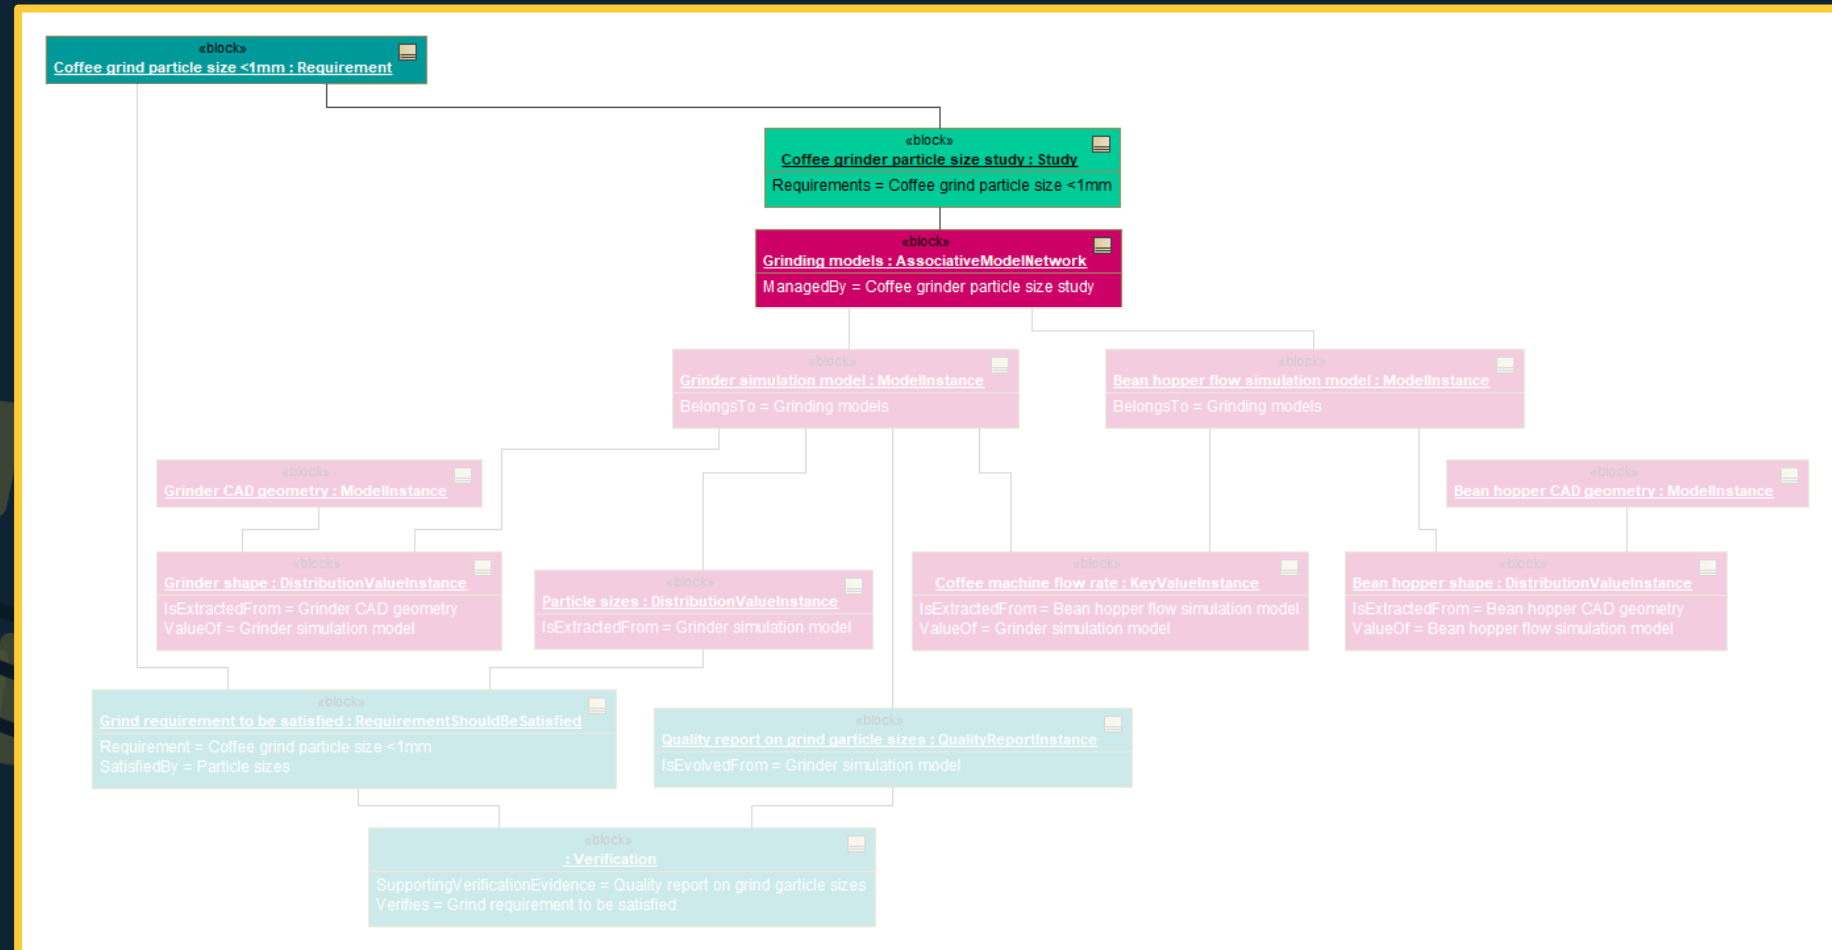 «block»
Coffee grind particle size <1mm : Requirement
«block»
Coffee grinder particle size study : Study
Requirements = Coffee grind particle size <1mm
«block»
Grinding models : AssociativeModelNetwork
ManagedBy = Coffee grinder particle size study
«block»
Grinder simulation model : ModelInstance
BelongsTo = Grinding models
«block»
Bean hopper flow simulation model : ModelInstance
BelongsTo = Grinding models
«block»
Grinder CAD geometry : ModelInstance
«block»
Bean hopper CAD geometry : ModelInstance
«block»
Grinder shape : DistributionValueInstance
IsExtractedFrom = Grinder CAD geometry
ValueOf = Grinder simulation model
«block»
Particle sizes : DistributionValueInstance
IsExtractedFrom = Grinder simulation model
«block»
Coffee machine flow rate : KeyValueInstance
IsExtractedFrom = Bean hopper flow simulation model
ValueOf = Grinder simulation model
«block»
Bean hopper shape : DistributionValueInstance
IsExtractedFrom = Bean hopper CAD geometry
ValueOf = Bean hopper flow simulation model
«block»
Grind requirement to be satisfied : RequirementShouldBeSatisfied
Requirement = Coffee grind particle size <1mm
SatisfiedBy = Particle sizes
«block»
Quality report on grind garticle sizes : QualityReportInstance
IsEvolvedFrom = Grinder simulation model
«block»
: Verification
SupportingVerificationEvidence = Quality report on grind garticle sizes
Verifies = Grind requirement to be satisfied